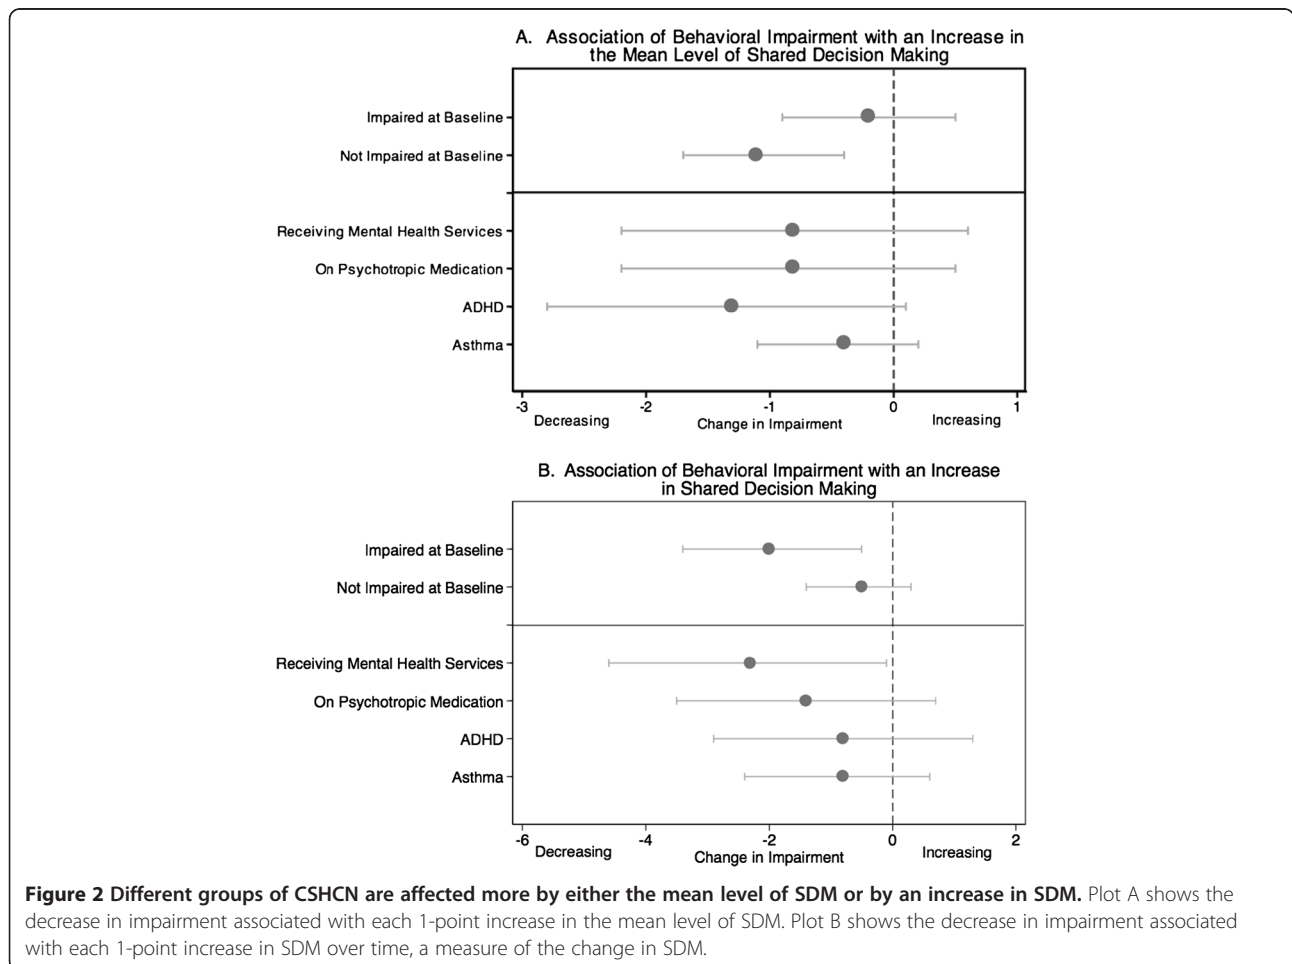 A. Association of Behavioral Impairment with an Increase in
the Mean Level of Shared Decision Making
Impaired at Baseline
Not Impaired at Baseline
Receiving Mental Health Services
On Psychotropic Medication
ADHD
Asthma
-3 -2 -1 0 1
Decreasing Change in Impairment Increasing
B. Association of Behavioral Impairment with an Increase
in Shared Decision Making
Impaired at Baseline
Not Impaired at Baseline
Receiving Mental Health Services
On Psychotropic Medication
ADHD
Asthma
-6 -4 -2 0 2
Decreasing Change in Impairment Increasing
Figure 2 Different groups of CSHCN are affected more by either the mean level of SDM or by an increase in SDM. Plot A shows the
decrease in impairment associated with each 1-point increase in the mean level of SDM. Plot B shows the decrease in impairment associated
with each 1-point increase in SDM over time, a measure of the change in SDM.